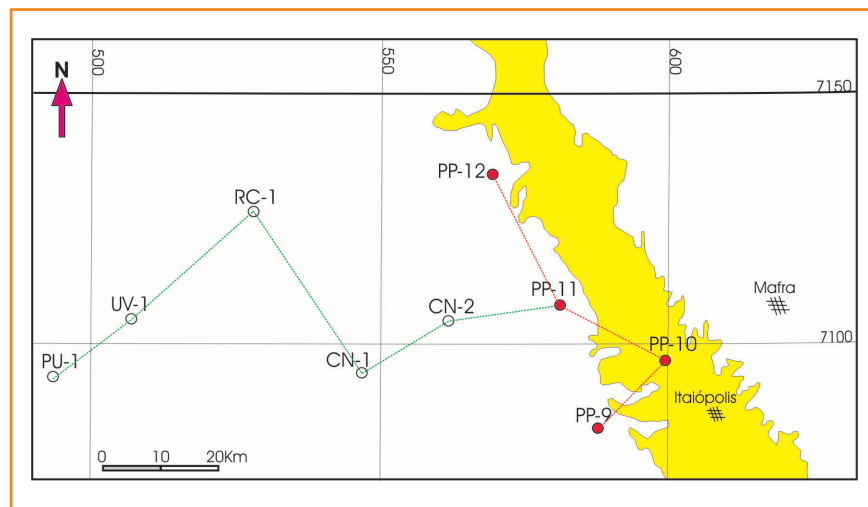 500
550
600
N
7150
PP-12
RC-1
Mafra
PP-11
UV-1
CN-2
7100
PP-10
PU-1
CN-1
Itaiópolis
PP-9
0 10 20Km